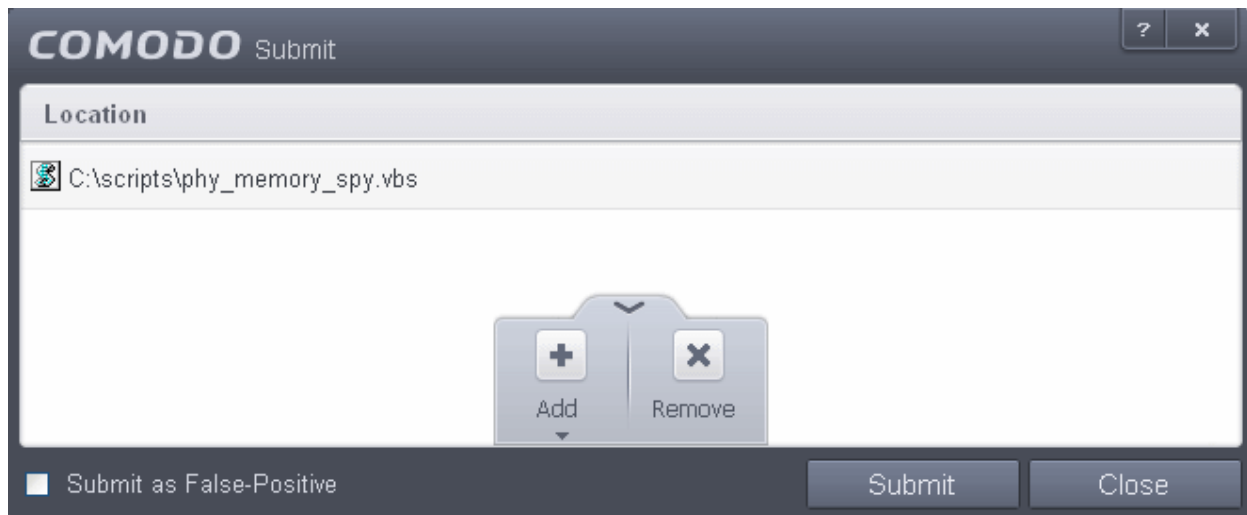 COMODO Submit
?
x
Location
C:\scripts\phy_memory_spy.vbs
Add
Remove
Submit as False-Positive
Submit
Close